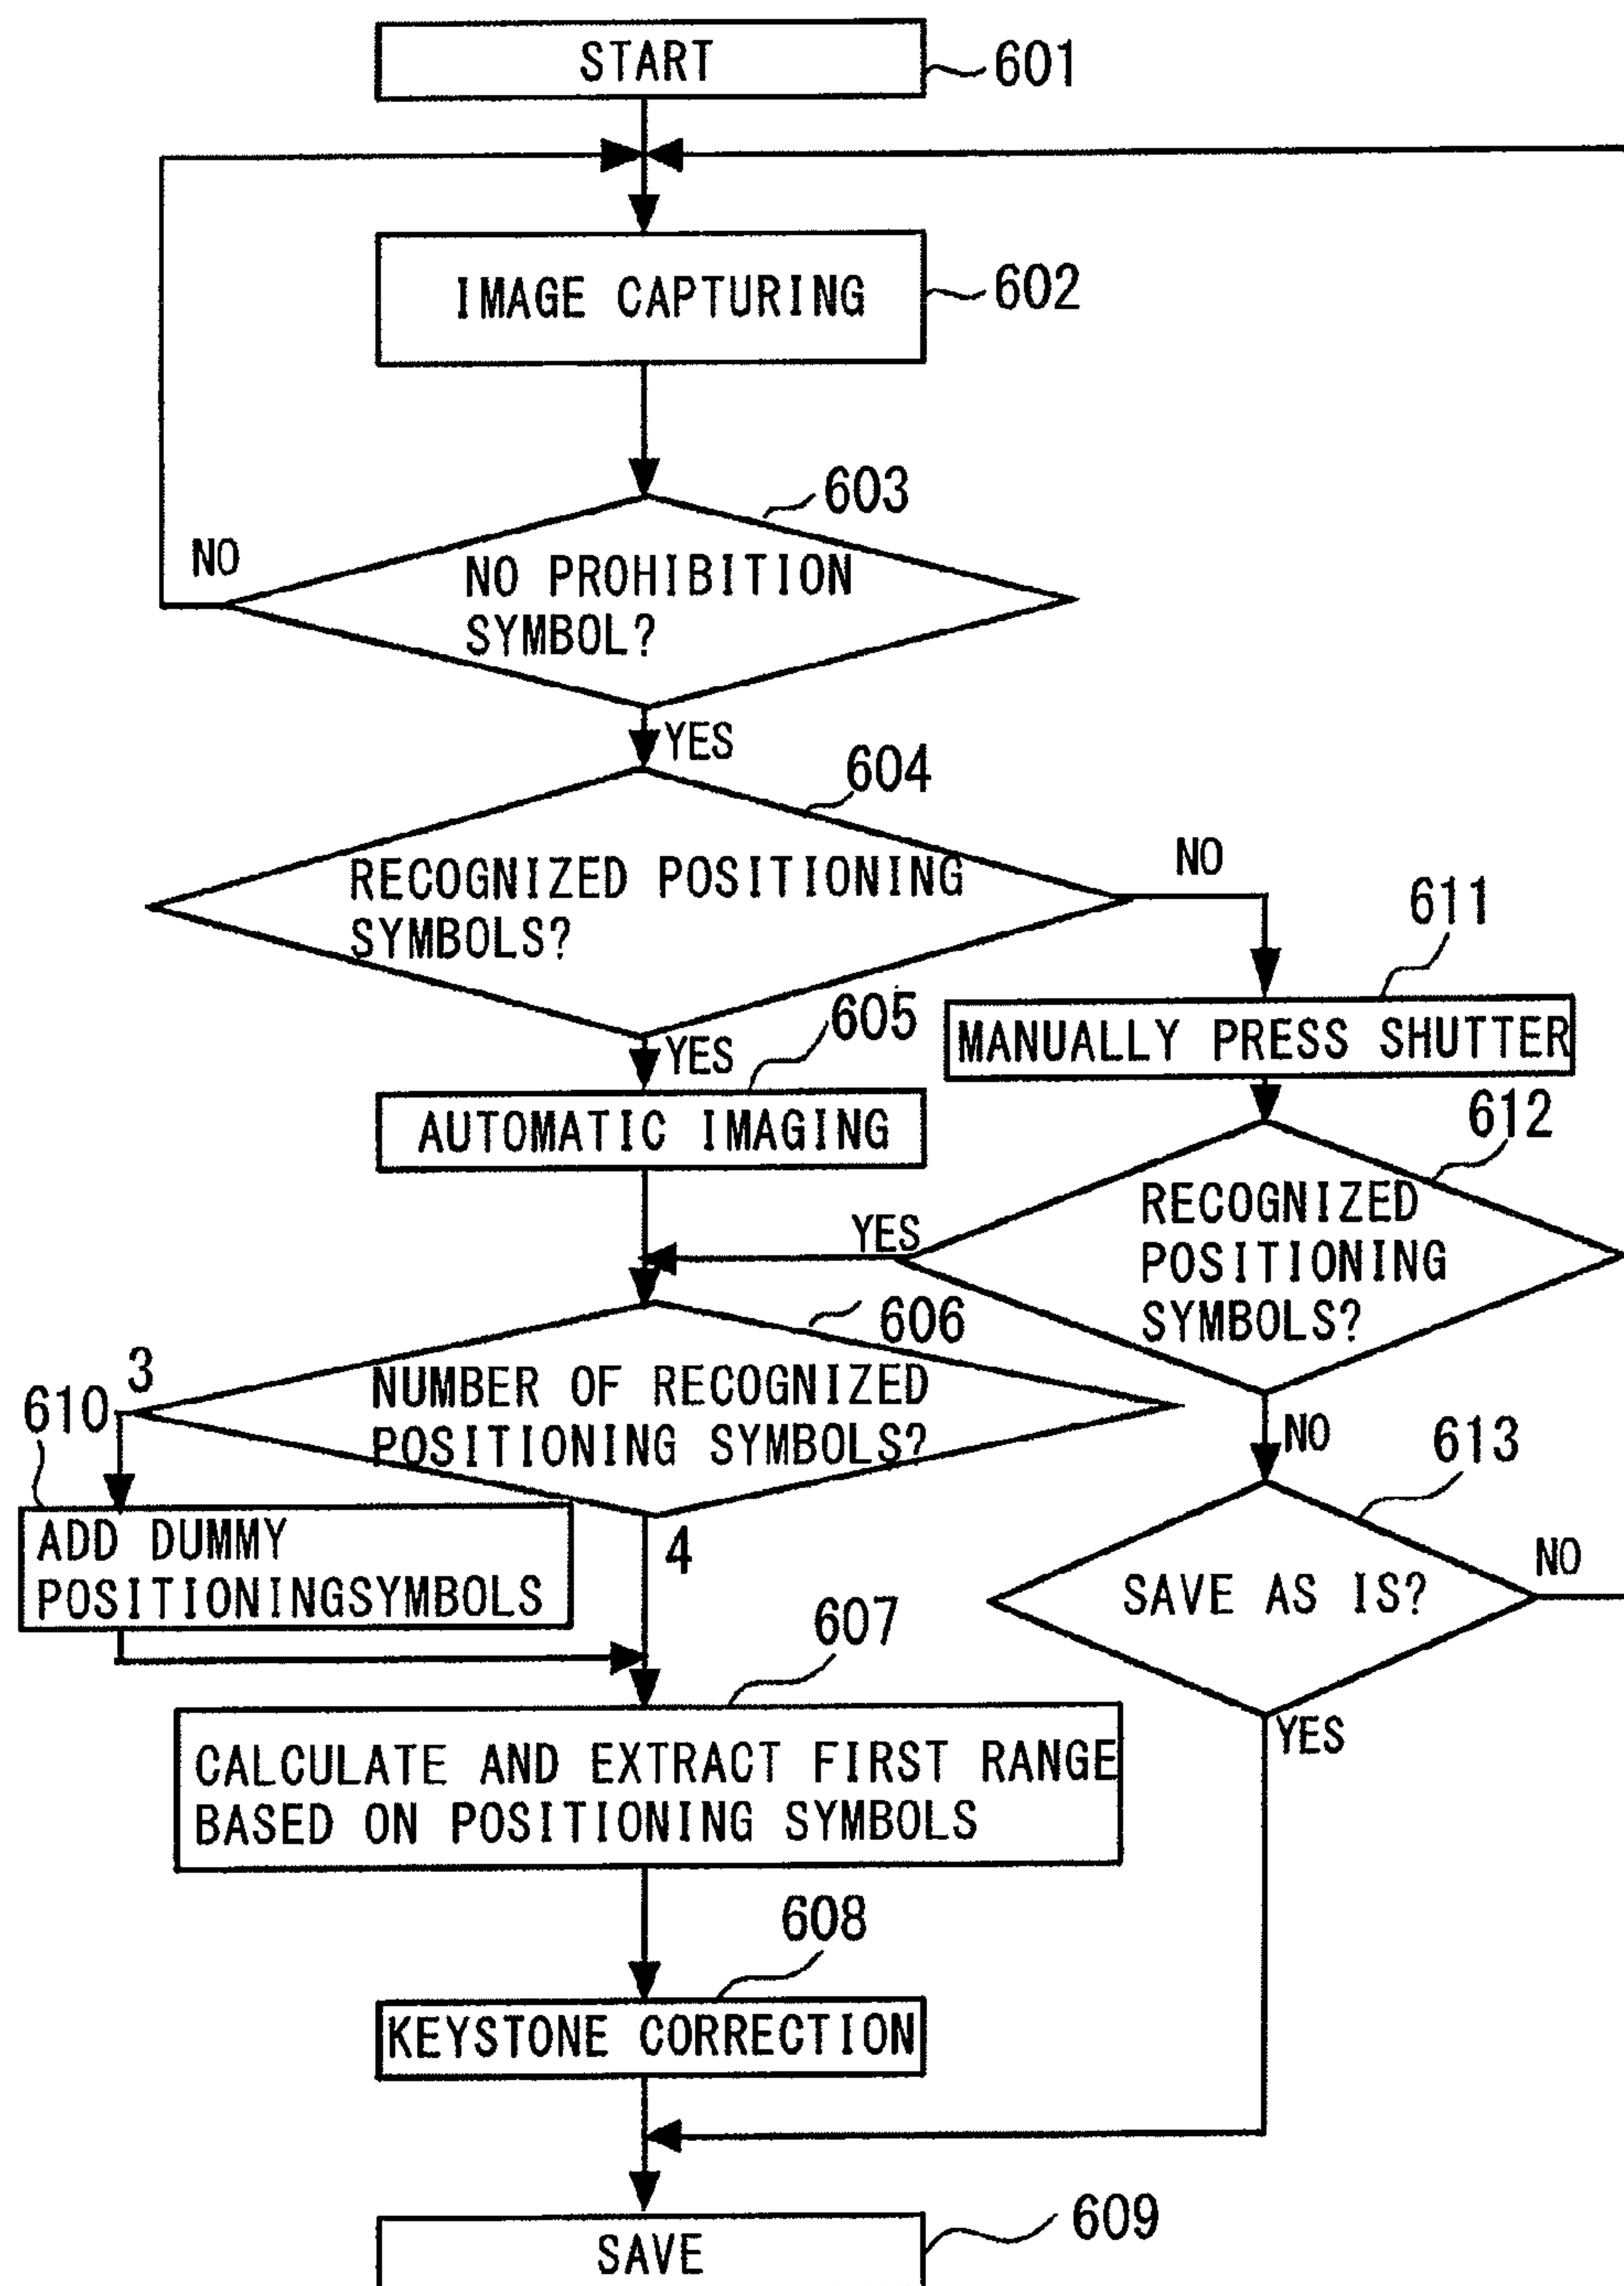 START
601
IMAGE CAPTURING
602
603
NO
NO PROHIBITION
SYMBOL?
YES
604
RECOGNIZED POSITIONING
SYMBOLS?
NO
611
605
YES
MANUALLY PRESS SHUTTER
AUTOMATIC IMAGING
612
RECOGNIZED
POSITIONING
SYMBOLS?
YES
606
3
NUMBER OF RECOGNIZED
POSITIONING SYMBOLS?
610
NO
613
ADD DUMMY
POSITIONINGSYMBOLS
4
SAVE AS IS?
NO
607
YES
CALCULATE AND EXTRACT FIRST RANGE
BASED ON POSITIONING SYMBOLS
608
KEYSTONE CORRECTION
609
SAVE